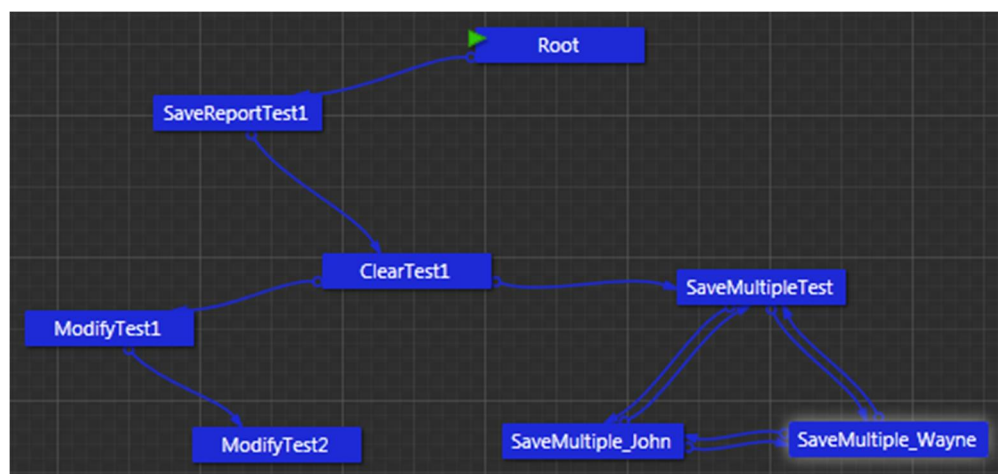 Root
SaveReportTest1
ClearTest1
SaveMultipleTest
ModifyTest1
ModifyTest2
SaveMultiple_John
SaveMultiple_Wayne